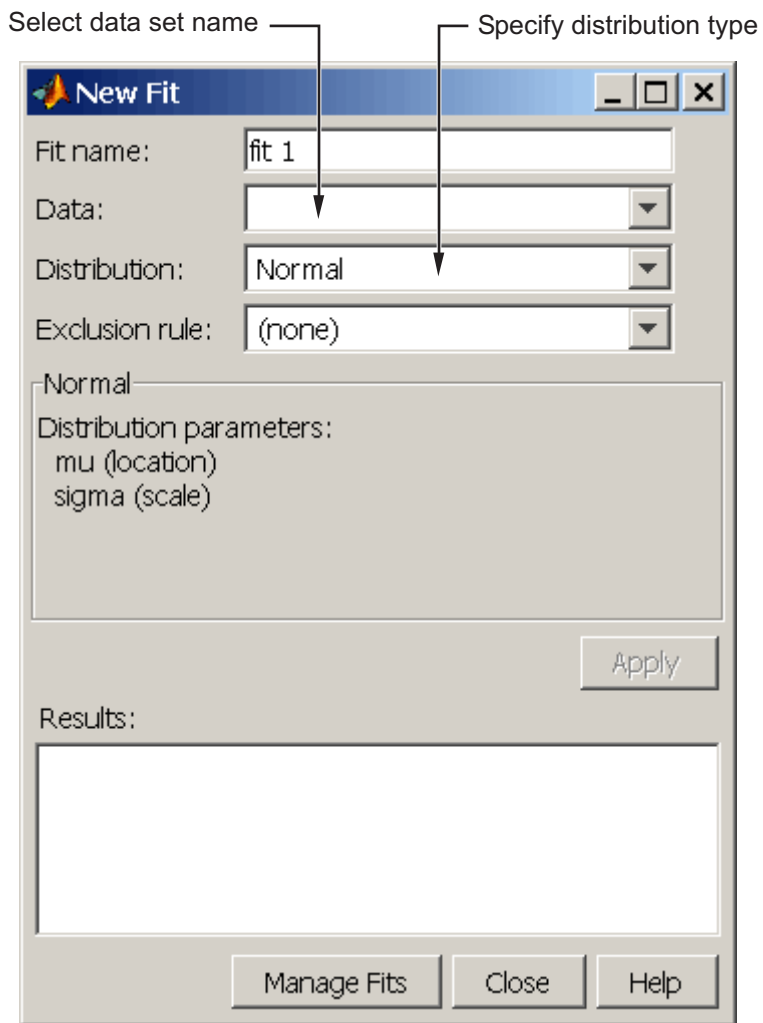 Select data set name
Specify distribution type
New Fit
Fit name: fit 1
Data:
Distribution: Normal
Exclusion rule: (none)
Normal
Distribution parameters:
mu (location)
sigma (scale)
Apply
Results:
Manage Fits Close Help